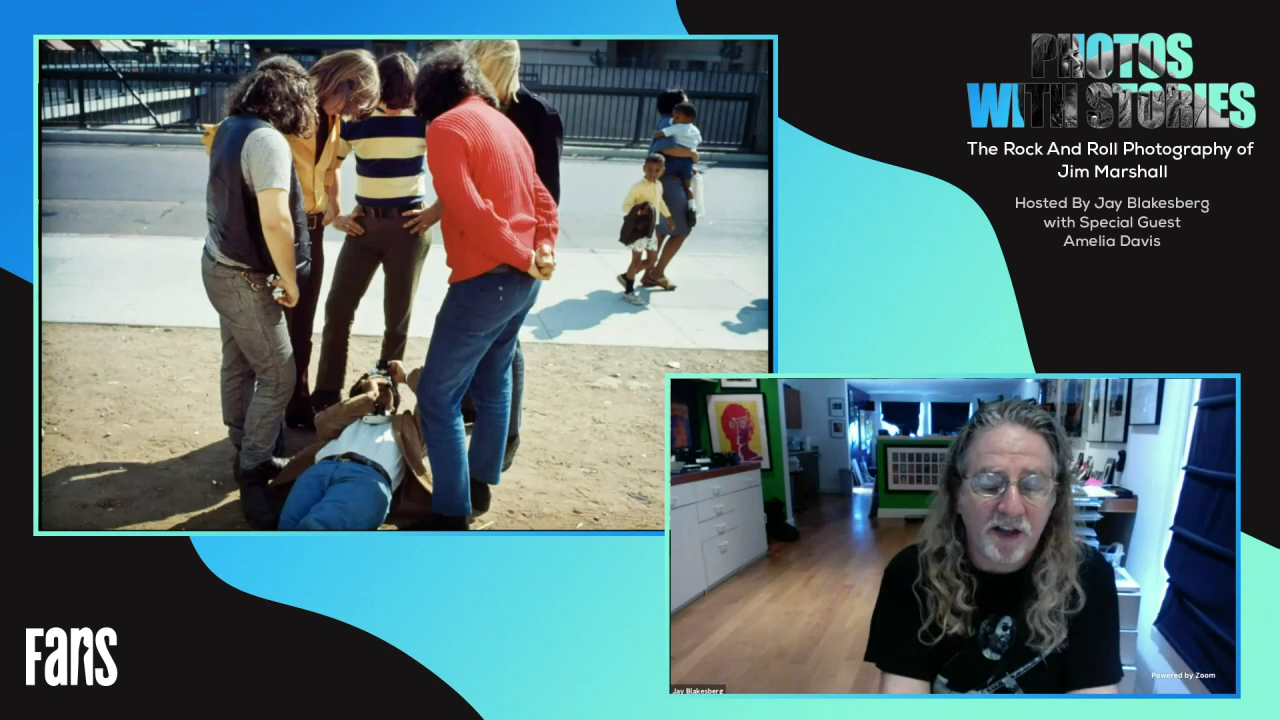 PHOTOS
WITH STORIES
The Rock And Roll Photography of
Jim Marshall
Hosted By Jay Blakesberg
with Special Guest
Amelia Davis
Fans
Powered by Zoom
Jay Blakesberg